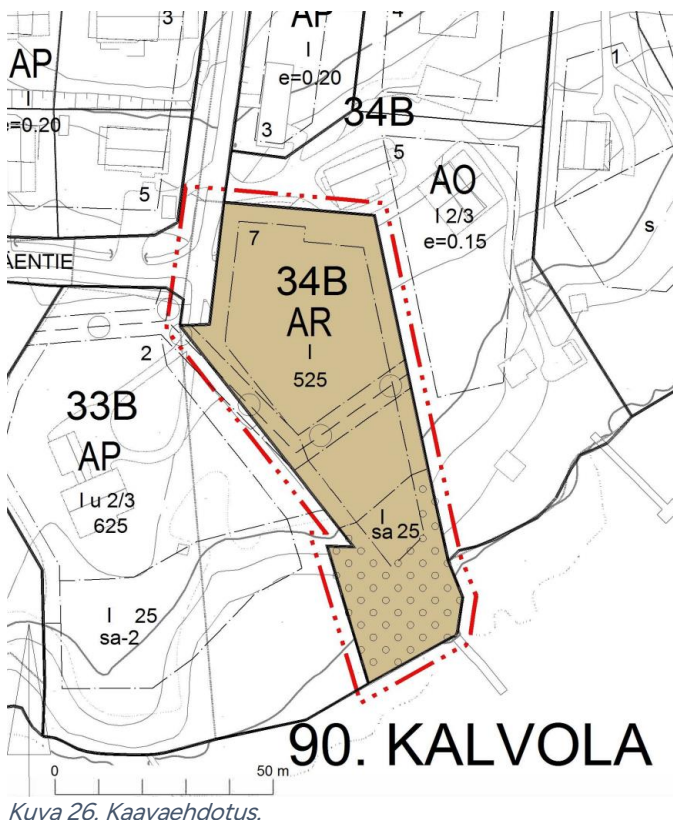 3
AP
I
e=0.20
AP
I
e=0.20
3
4
34B
1
5
AO
I 2/3
e=0.15
s
5
7
34B
AR
I
525
AENTIE
2
33B
AP
I u 2/3
625
I
sa 25
I 25
sa-2
90. KALVOLA
0 50 m
Kuva 26. Kaavaehdotus.